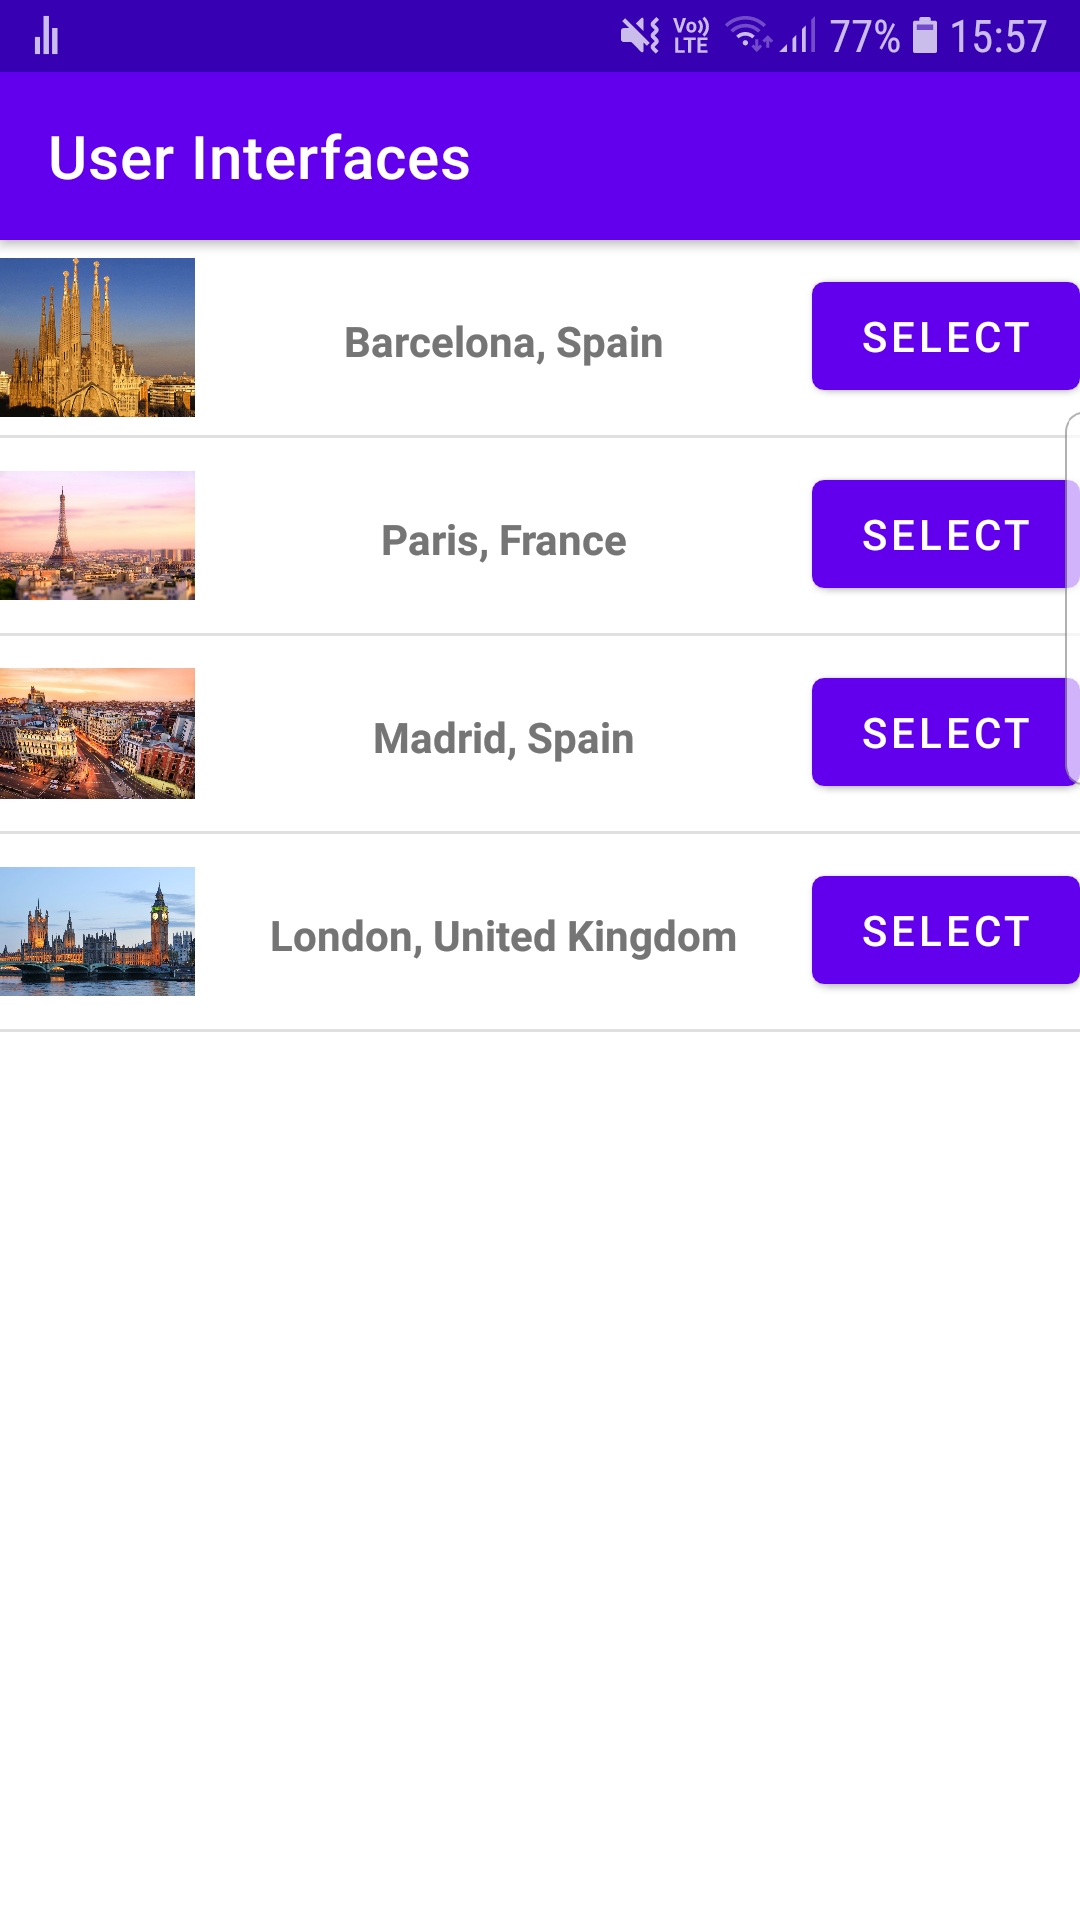 Vo)) LTE 77% 15:57
User Interfaces
Barcelona, Spain SELECT
Paris, France SELECT
Madrid, Spain SELECT
London, United Kingdom SELECT